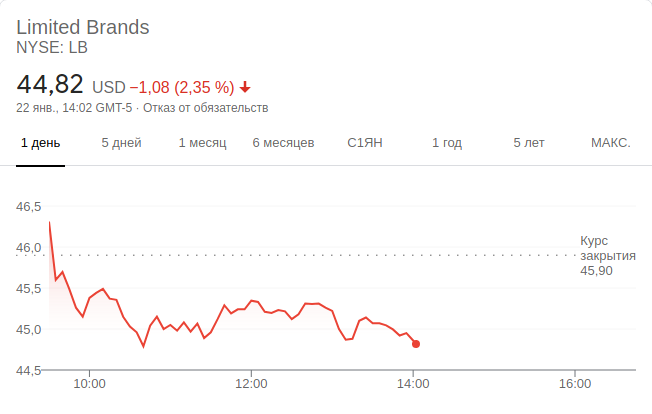 Limited Brands
NYSE: LB
44,82 USD −1,08 (2,35 %)
22 янв., 14:02 GMT-5 · Отказ от обязательств
1 день 5 дней 1 месяц 6 месяцев С1ЯН 1 год 5 лет МАКС.
46,5
46,0
45,5
45,0
44,5
Курс
закрытия
45,90
10:00 12:00 14:00 16:00